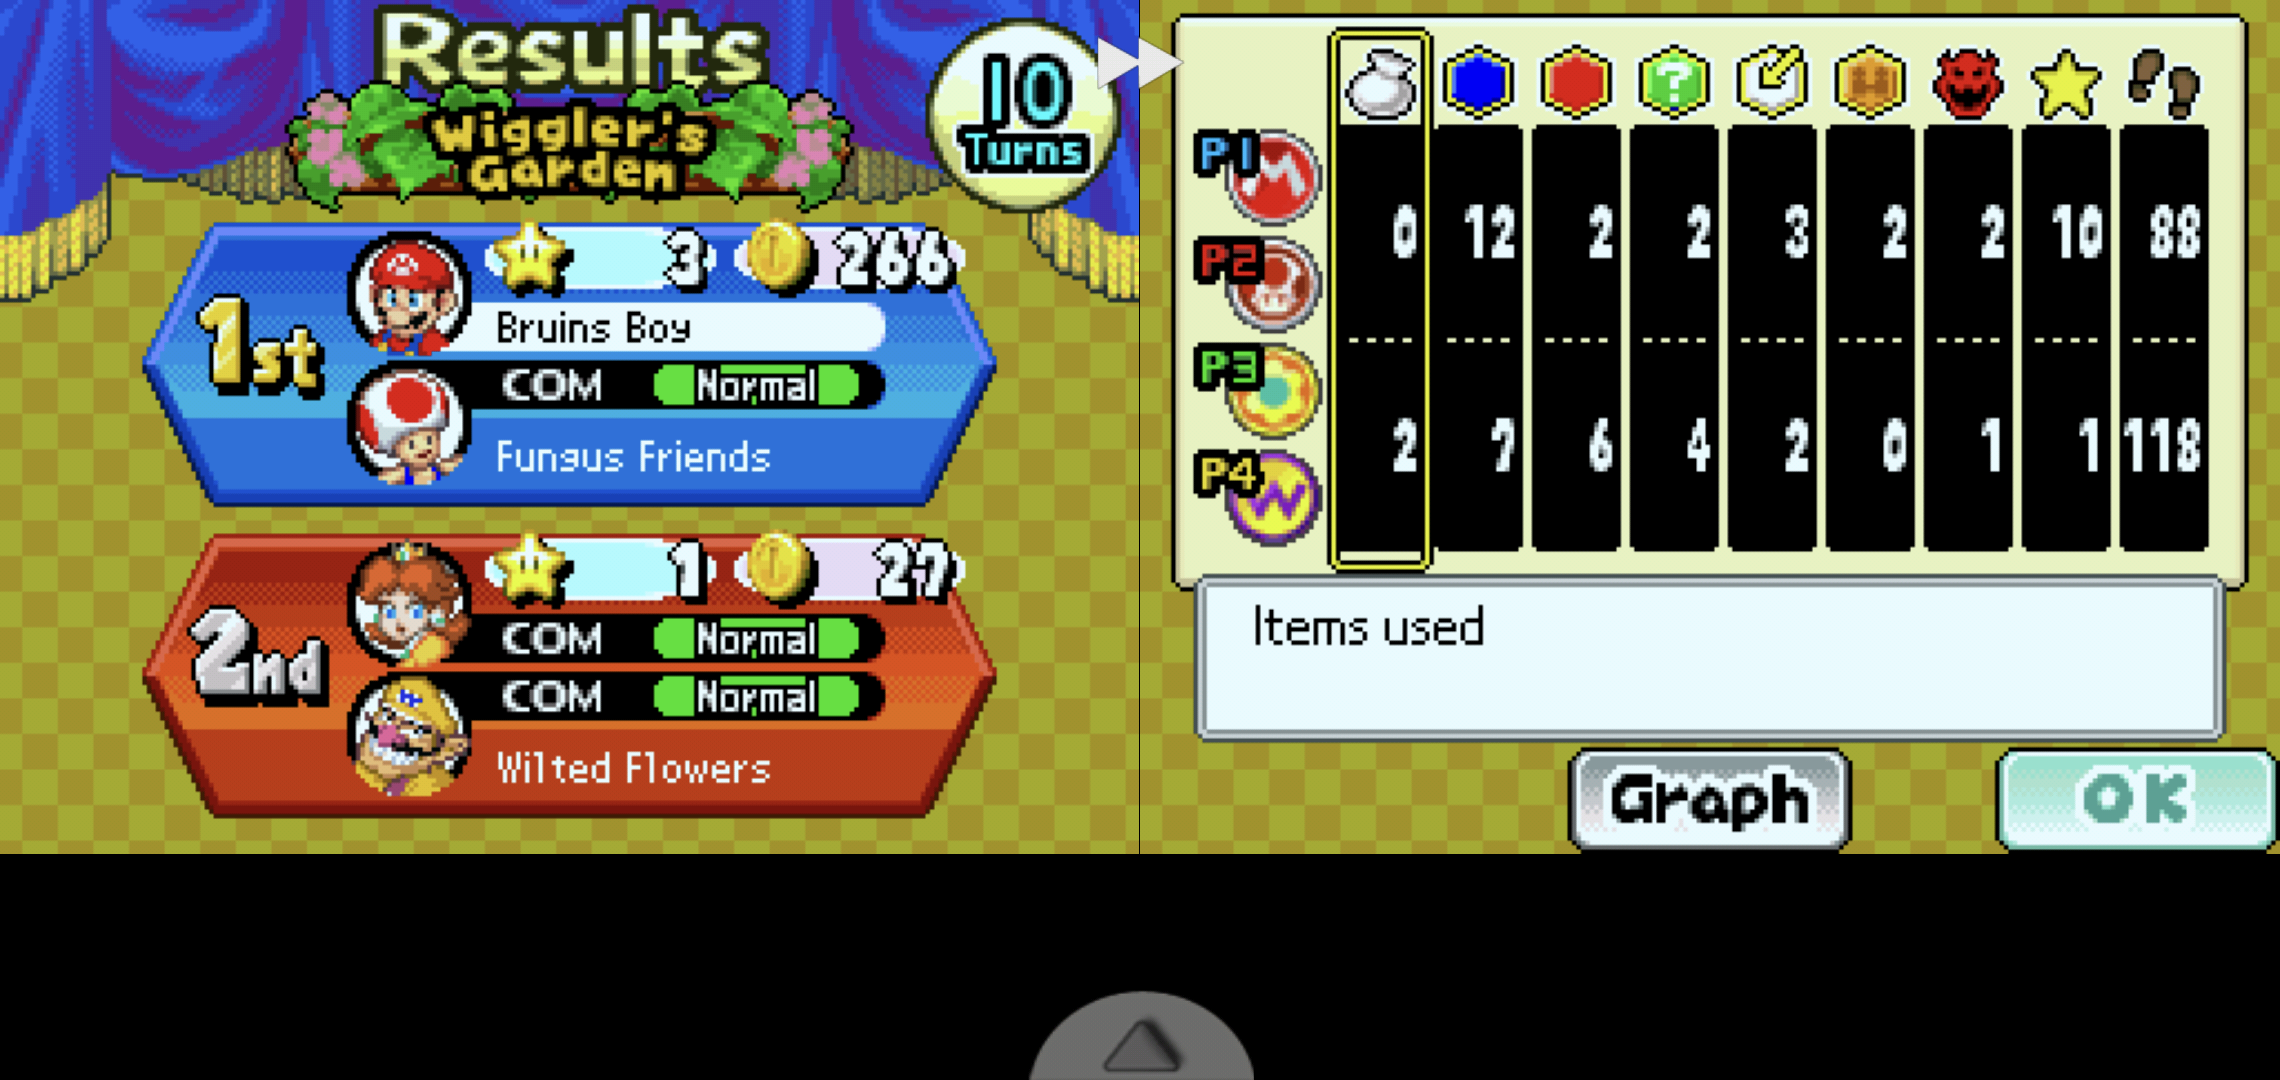 Results
Wiggler's
Garden
10
Turns
1st
3 266
Bruins Boy
COM Normal
Fungus Friends
2nd
1 27
COM Normal
COM Normal
Wilted Flowers
?
H
P1
P2
P3
P4
W
0 12 2 2 3 2 2 10 88
2 7 6 4 2 0 1 1 118
Items used
Graph
OK